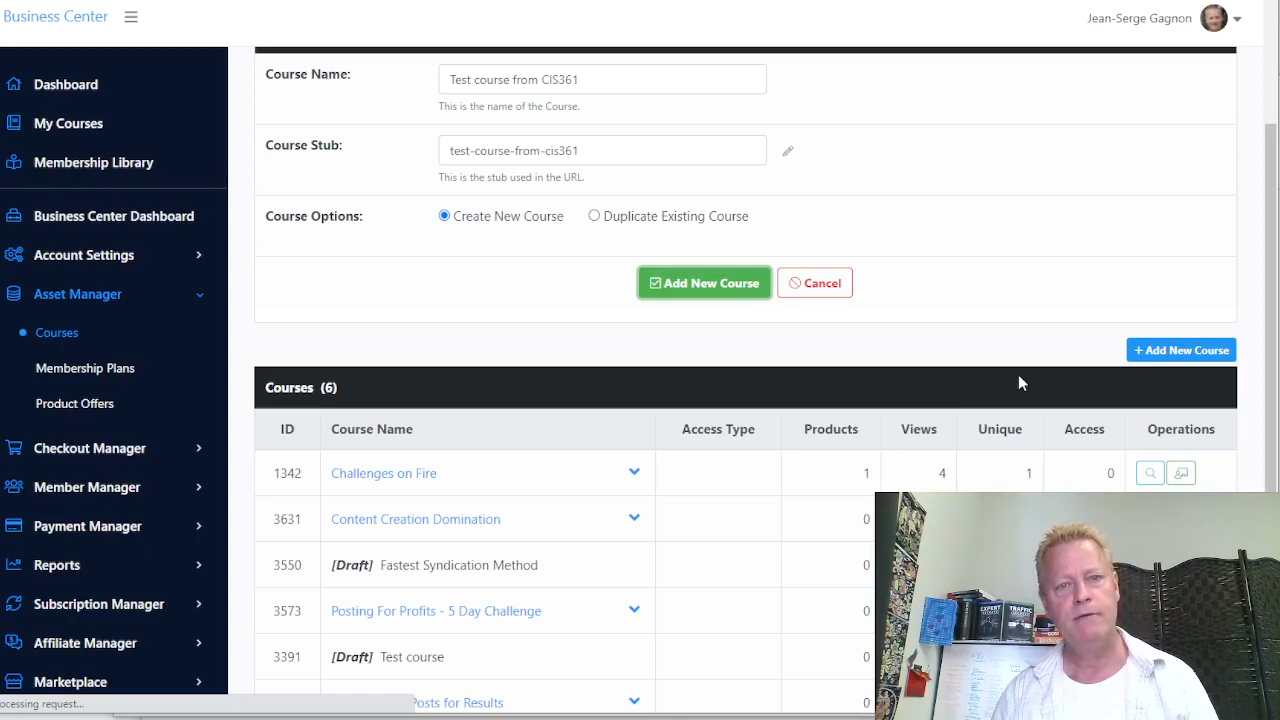 Business Center
Jean-Serge Gagnon
Dashboard
My Courses
Membership Library
Business Center Dashboard
Account Settings
Asset Manager
Courses
Membership Plans
Product Offers
Checkout Manager
Member Manager
Payment Manager
Reports
Subscription Manager
Affiliate Manager
Marketplace
ocessing request...
Course Name:
Test course from CIS361
This is the name of the Course.
Course Stub:
test-course-from-cis361
This is the stub used in the URL.
Course Options:
Create New Course
Duplicate Existing Course
Add New Course
Cancel
+ Add New Course
Courses (6)
ID Course Name Access Type Products Views Unique Access Operations
1342 Challenges on Fire 1 4 1 0
3631 Content Creation Domination 0
3550 [Draft] Fastest Syndication Method 0
3573 Posting For Profits - 5 Day Challenge 0
3391 [Draft] Test course 0
Posts for Results 0
EXPERT
SECRETS
TRAFFIC
SECRETS